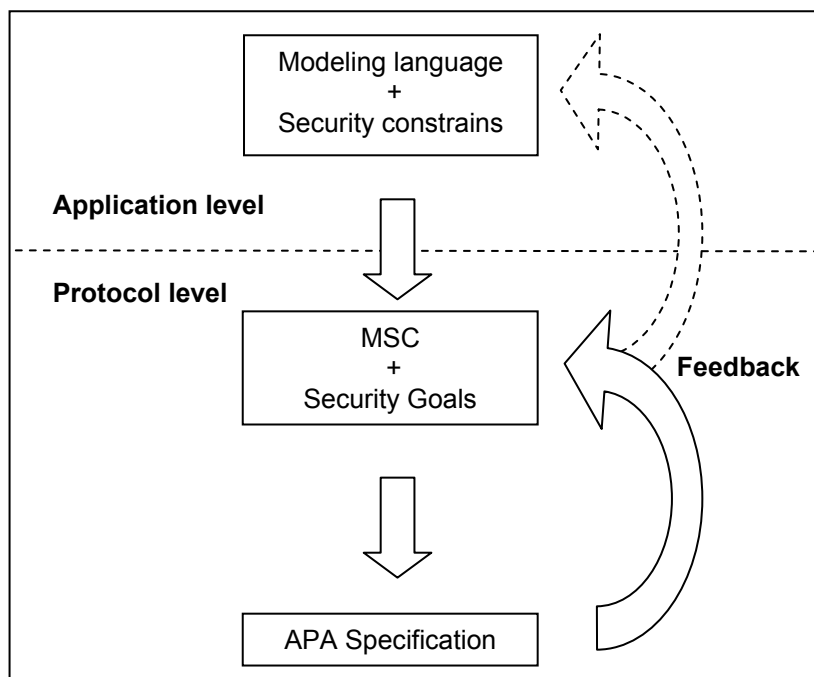 Modeling language
+
Security constrains
Application level
Protocol level
MSC
+
Security Goals
Feedback
APA Specification